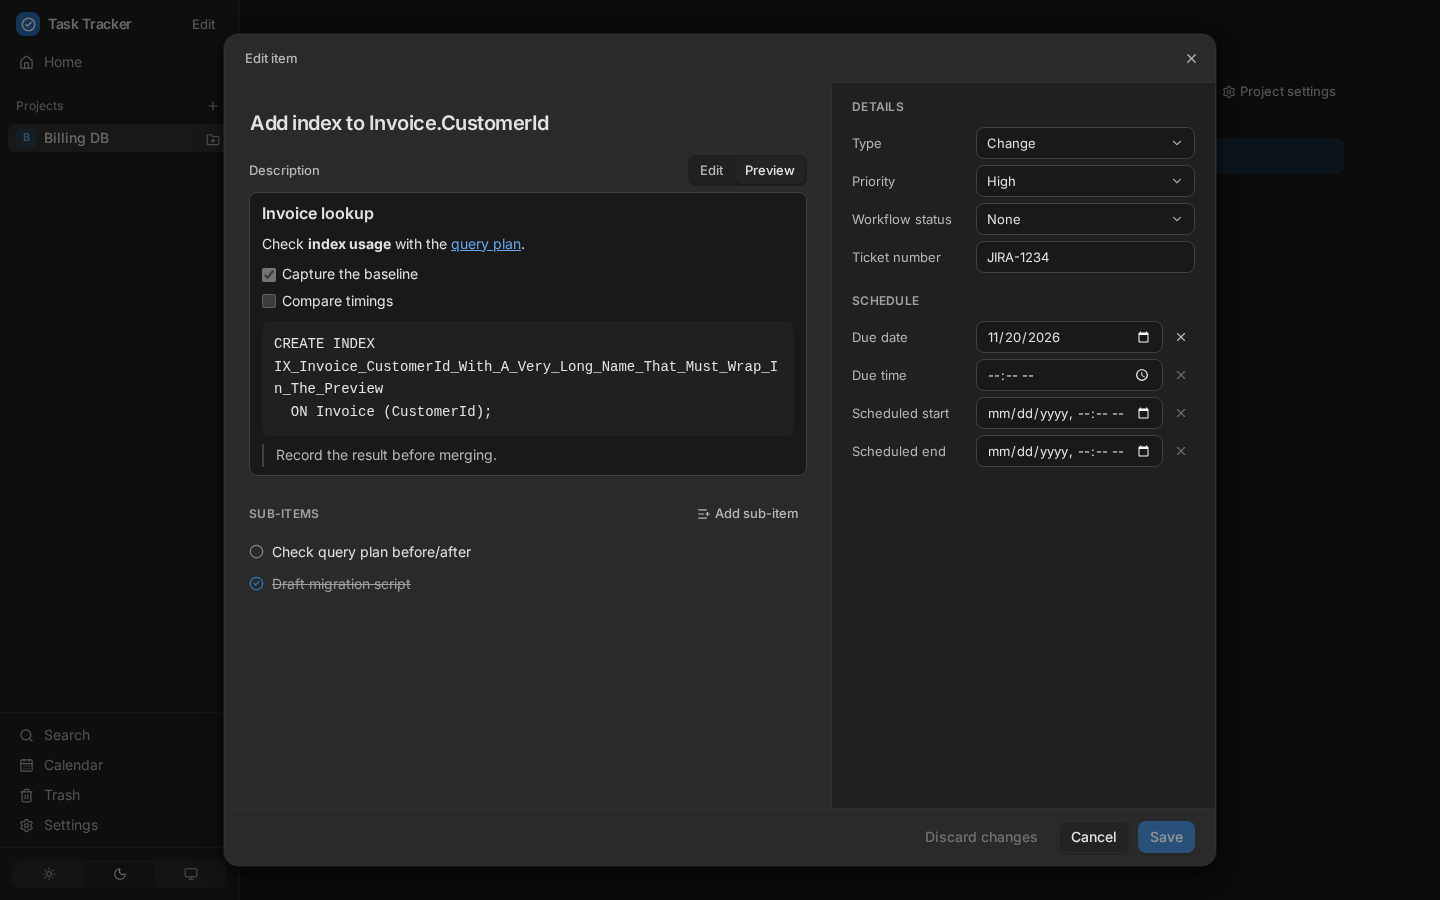 Task Tracker
Edit
Home
Projects
B Billing DB
Search
Calendar
Trash
Settings
Project settings
Edit item
Add index to Invoice.CustomerId
Description
Edit Preview
Invoice lookup
Check index usage with the query plan.
Capture the baseline
Compare timings
CREATE INDEX
IX_Invoice_CustomerId_With_A_Very_Long_Name_That_Must_Wrap_I
n_The_Preview
ON Invoice (CustomerId);
Record the result before merging.
SUB-ITEMS
Add sub-item
Check query plan before/after
Draft migration script
DETAILS
Type Change
Priority High
Workflow status None
Ticket number JIRA-1234
SCHEDULE
Due date 11/20/2026
Due time --:-- --
Scheduled start mm/dd/yyyy, --:-- --
Scheduled end mm/dd/yyyy, --:-- --
Discard changes Cancel Save